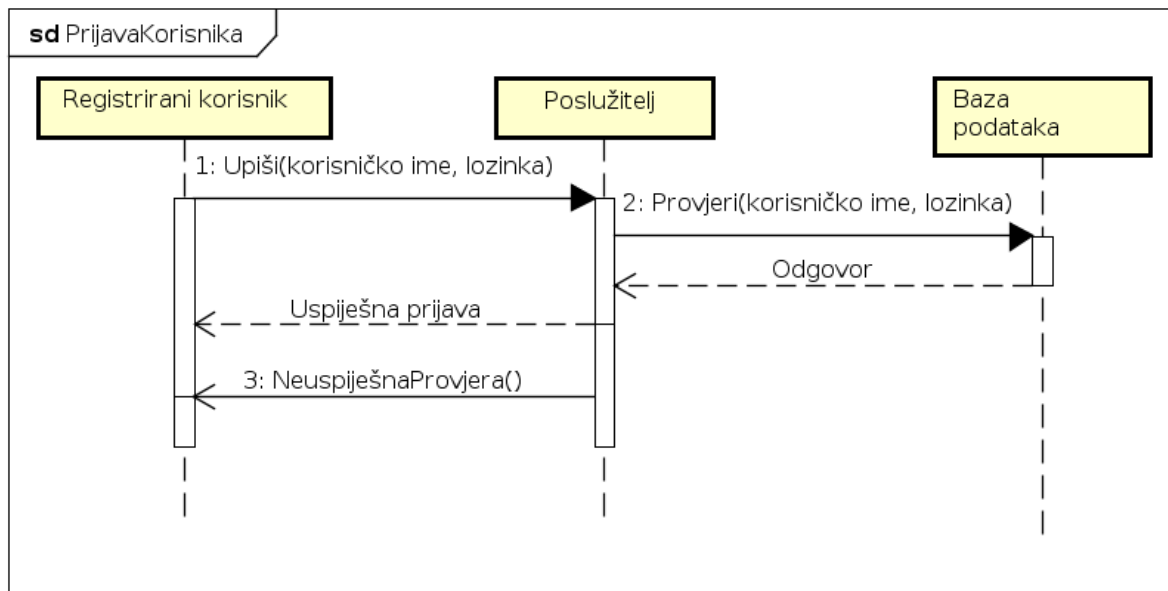 sd PrijavaKorisnika
Registrirani korisnik
Poslužitelj
Baza
podataka
1: Upiši(korisničko ime, lozinka)
2: Provjeri(korisničko ime, lozinka)
Odgovor
Uspiješna prijava
3: NeuspiješnaProvjera()